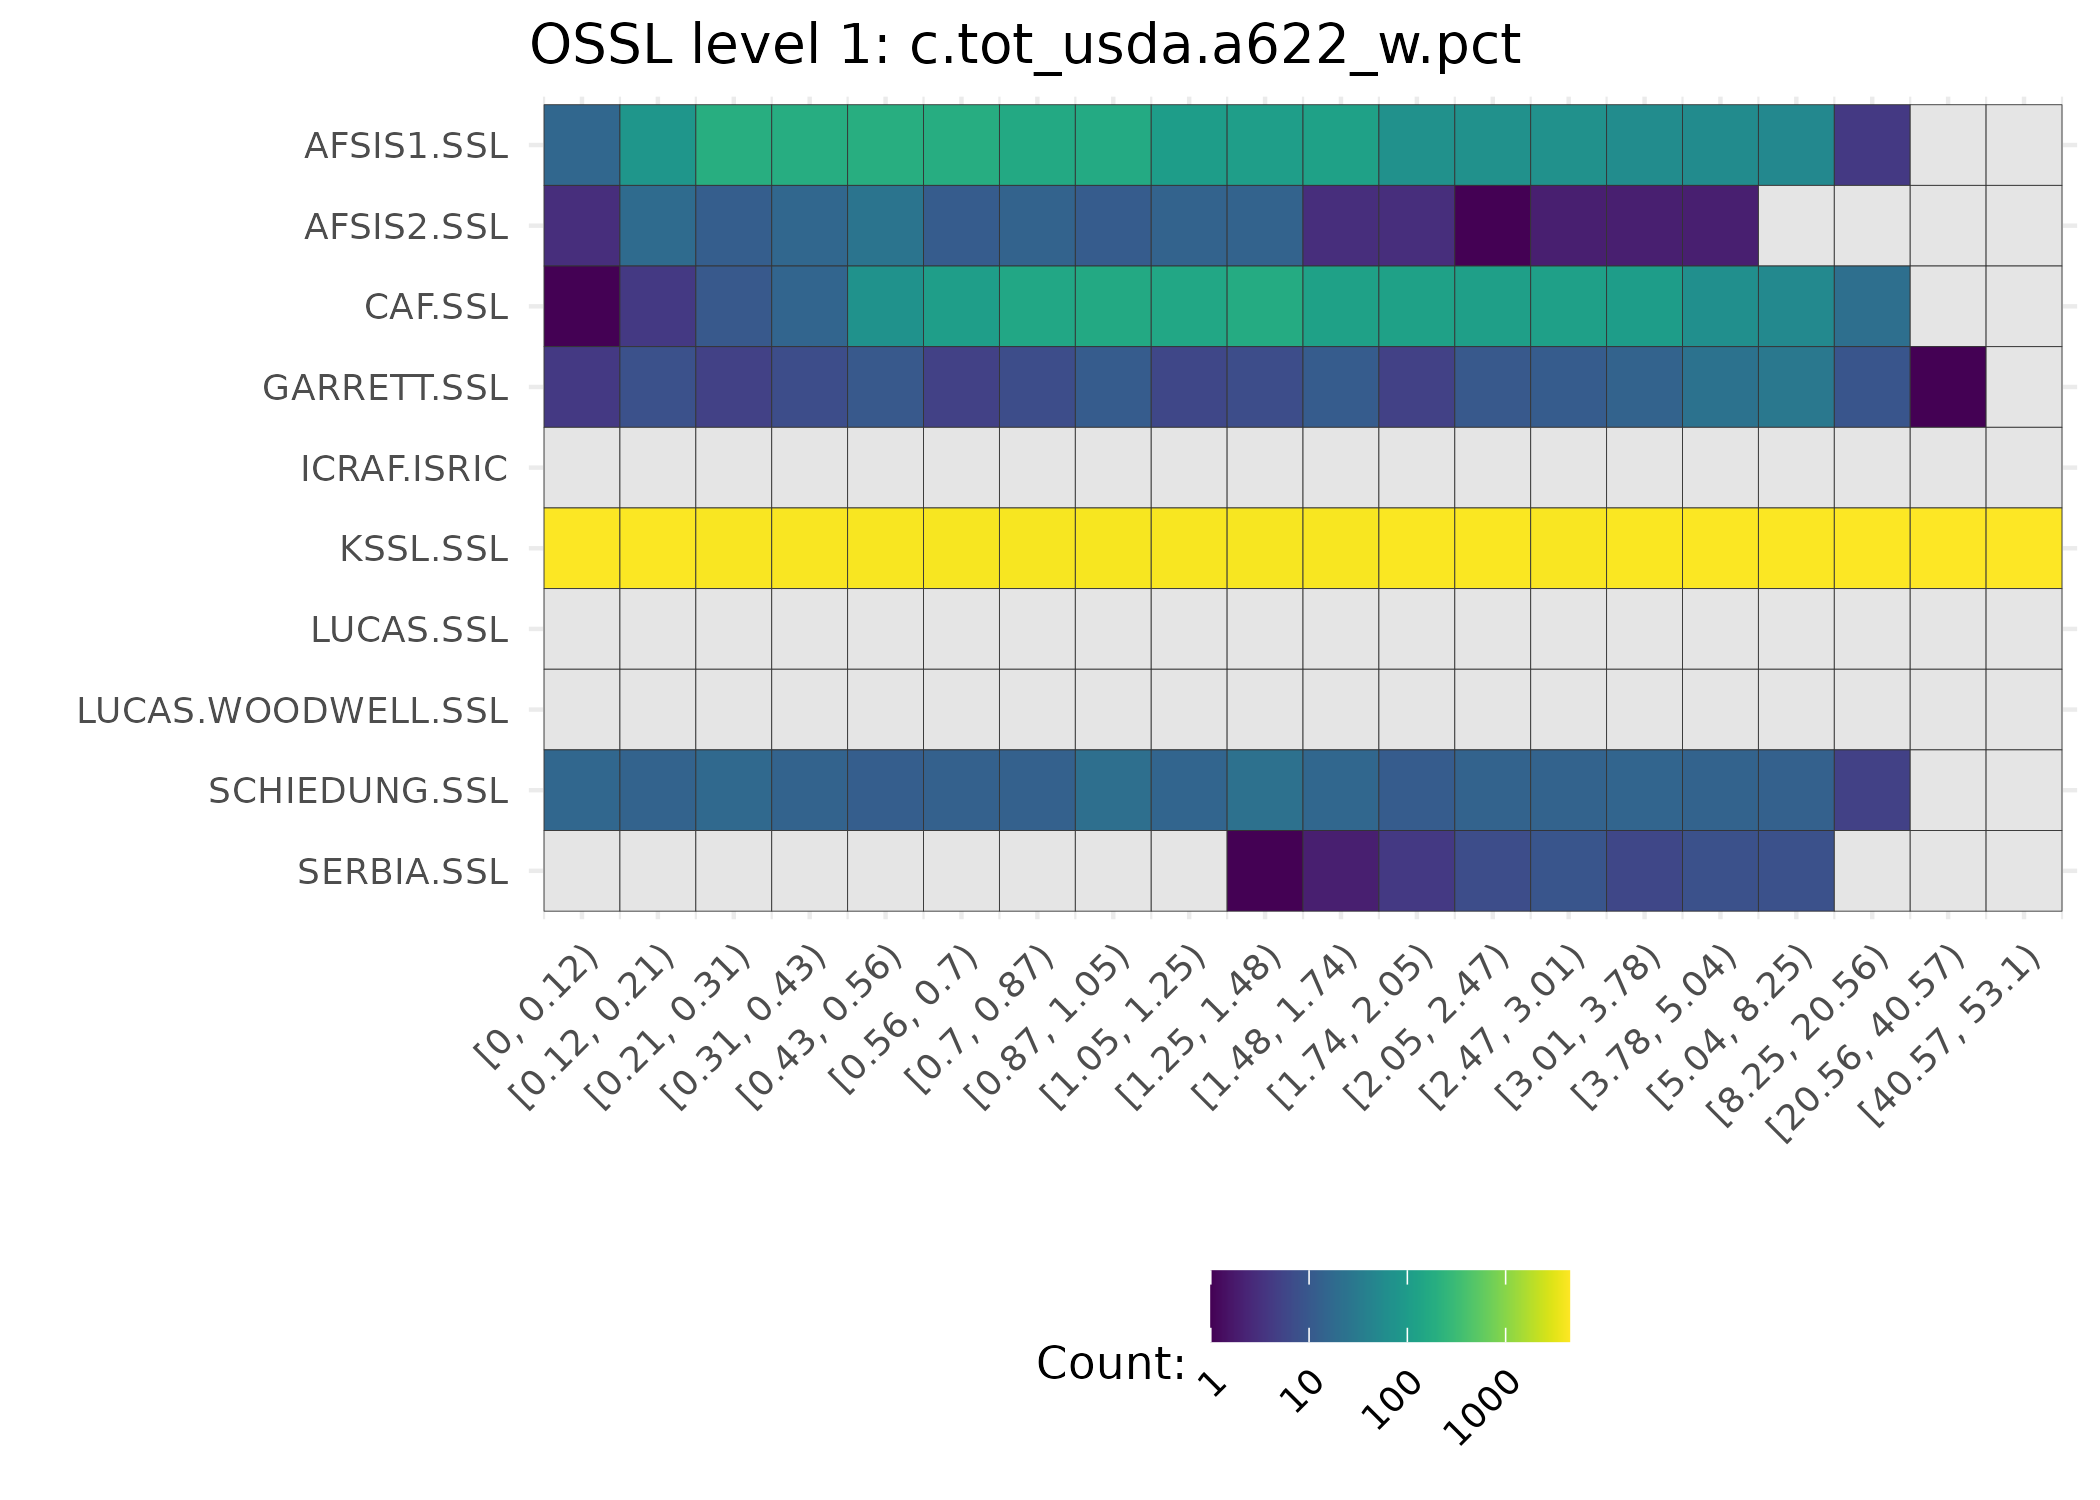 OSSL level 1: c.tot_usda.a622_w.pct
AFSIS1.SSL
AFSIS2.SSL
CAF.SSL
GARRETT.SSL
ICRAF.ISRIC
KSSL.SSL
LUCAS.SSL
LUCAS.WOODWELL.SSL
SCHIEDUNG.SSL
SERBIA.SSL
[0, 0.12)
[0.12, 0.21)
[0.21, 0.31)
[0.31, 0.43)
[0.43, 0.56)
[0.56, 0.7)
[0.7, 0.87)
[0.87, 1.05)
[1.05, 1.25)
[1.25, 1.48)
[1.48, 1.74)
[1.74, 2.05)
[2.05, 2.47)
[2.47, 3.01)
[3.01, 3.78)
[3.78, 5.04)
[5.04, 8.25)
[8.25, 20.56)
[20.56, 40.57)
[40.57, 53.1)
Count:
1
10
100
1000